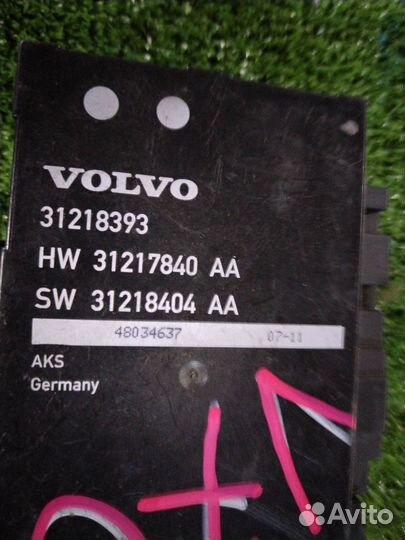 VOLVO
31218393
HW 31217840 AA
SW 31218404 AA
48034637 07-11
AKS
Germany
Avito